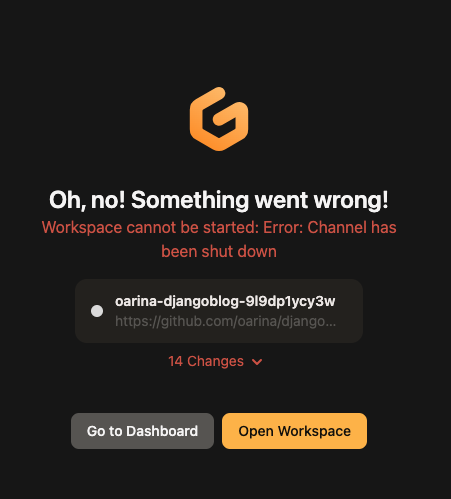 Oh, no! Something went wrong!
Workspace cannot be started: Error: Channel has
been shut down
oarina-djangoblog-9l9dp1ycy3w
https://github.com/oarina/django...
14 Changes
Go to Dashboard
Open Workspace